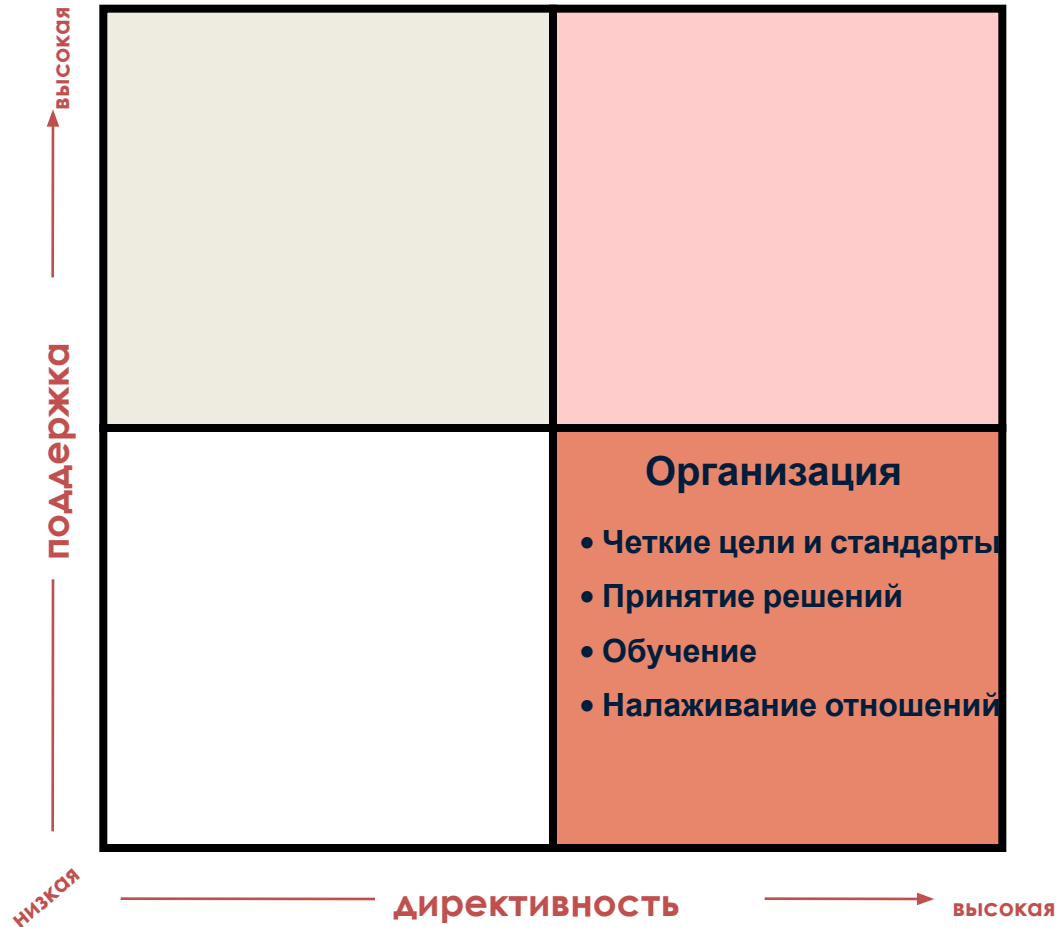 высокая
поддержка
Организация
• Четкие цели и стандарты
• Принятие решений
• Обучение
• Налаживание отношений
низкая
директивность
высокая